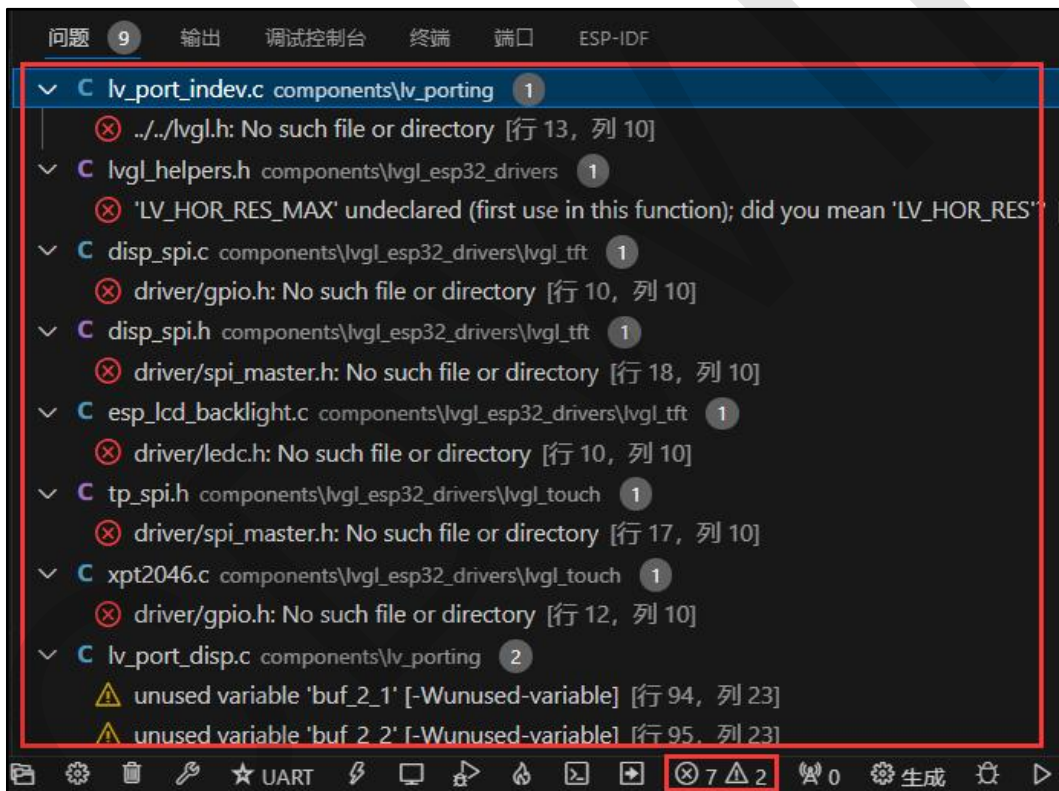 问题 9 输出 调试控制台 终端 端口 ESP-IDF
C lv_port_indev.c components\lv_porting 1
../../lvgl.h: No such file or directory [行 13，列 10]
C lvgl_helpers.h components\lvgl_esp32_drivers 1
'LV_HOR_RES_MAX' undeclared (first use in this function); did you mean 'LV_HOR_RES'?
C disp_spi.c components\lvgl_esp32_drivers\lvgl_tft 1
driver/gpio.h: No such file or directory [行 10，列 10]
C disp_spi.h components\lvgl_esp32_drivers\lvgl_tft 1
driver/spi_master.h: No such file or directory [行 18，列 10]
C esp_lcd_backlight.c components\lvgl_esp32_drivers\lvgl_tft 1
driver/ledc.h: No such file or directory [行 10，列 10]
C tp_spi.h components\lvgl_esp32_drivers\lvgl_touch 1
driver/spi_master.h: No such file or directory [行 17，列 10]
C xpt2046.c components\lvgl_esp32_drivers\lvgl_touch 1
driver/gpio.h: No such file or directory [行 12，列 10]
C lv_port_disp.c components\lv_porting 2
unused variable 'buf_2_1' [-Wunused-variable] [行 94，列 23]
unused variable 'buf_2_2' [-Wunused-variable] [行 95，列 23]
UART 7 2 0 生成